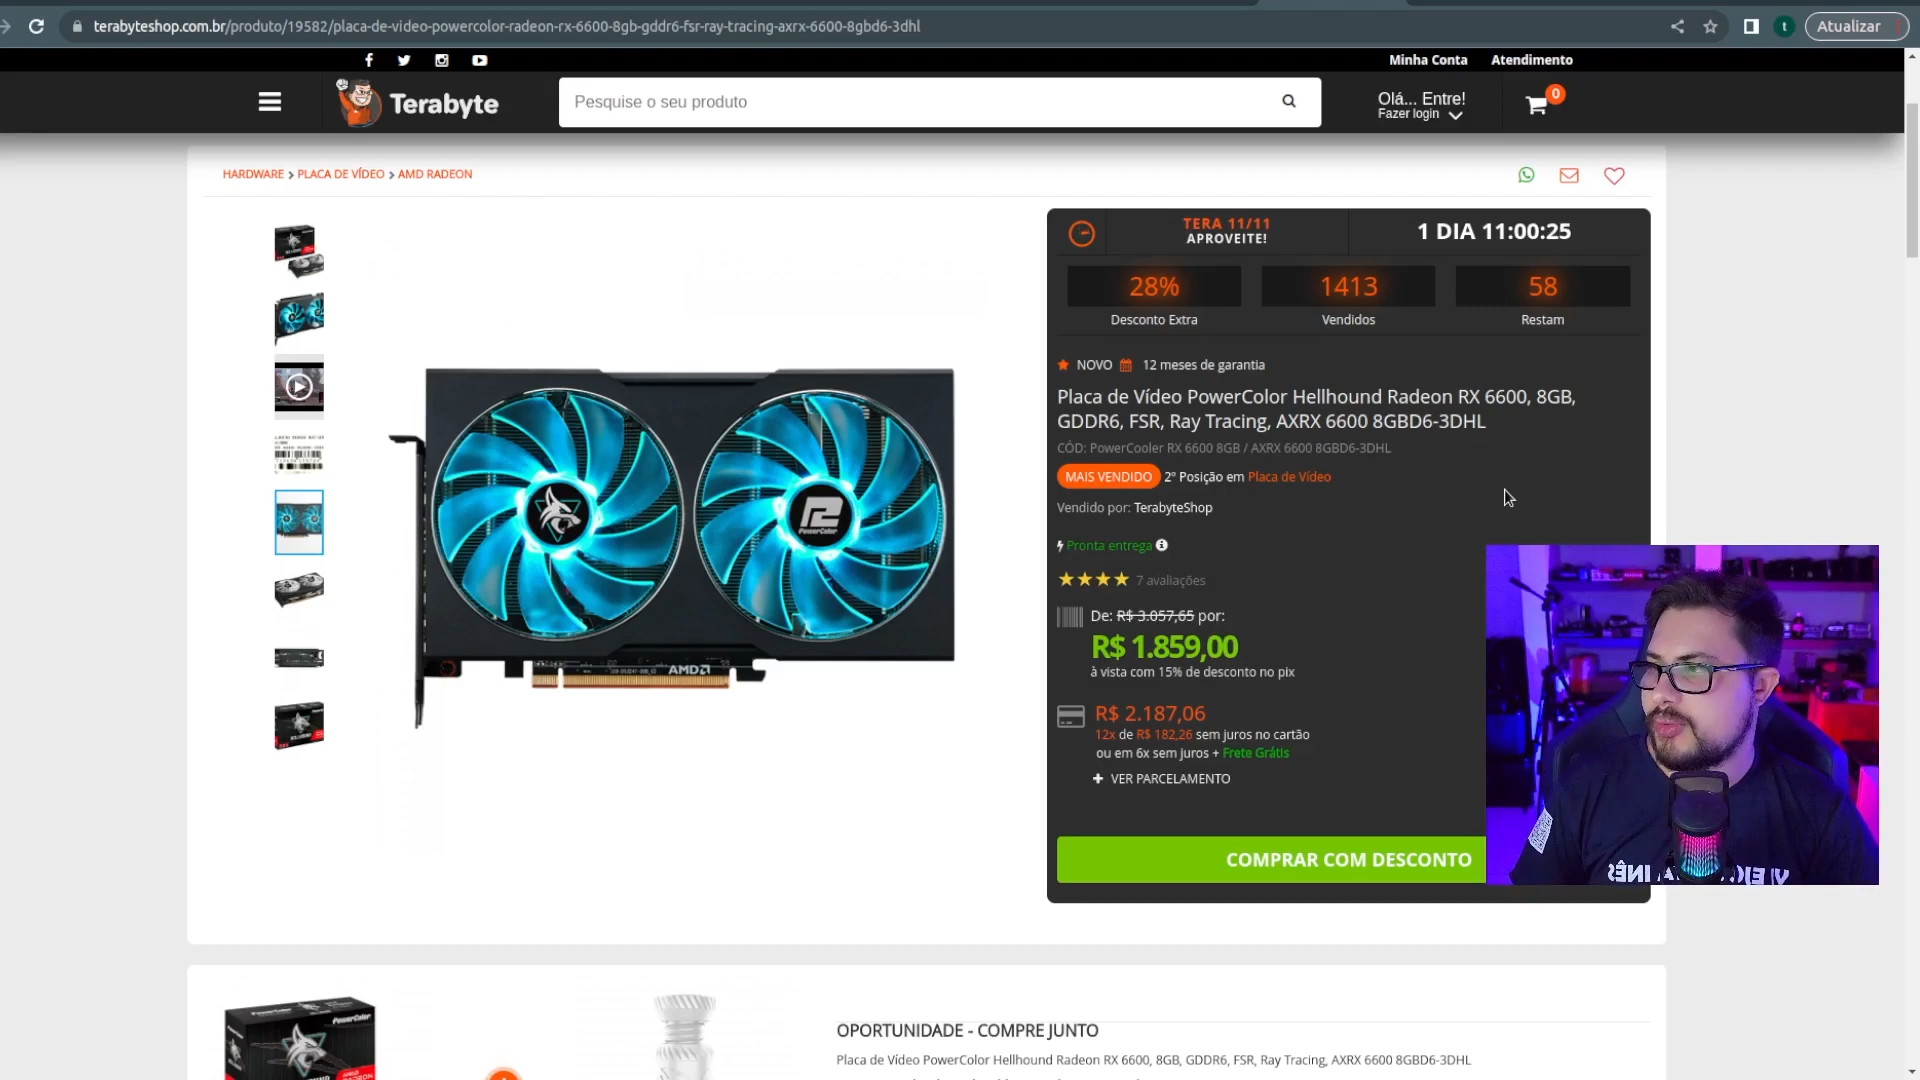 terabyteshop.com.br/produto/19582/placa-de-video-powercolor-radeon-rx-6600-8gb-gddr6-fsr-ray-tracing-axrx-6600-8gbd6-3dhl
t
Atualizar
Minha Conta
Atendimento
Terabyte
Pesquise o seu produto
Olá... Entre!
Fazer login
0
HARDWARE > PLACA DE VÍDEO > AMD RADEON
TERA 11/11
APROVEITE!
1 DIA 11:00:25
28%
1413
58
Desconto Extra
Vendidos
Restam
NOVO
12 meses de garantia
Placa de Vídeo PowerColor Hellhound Radeon RX 6600, 8GB,
GDDR6, FSR, Ray Tracing, AXRX 6600 8GBD6-3DHL
CÓD: PowerCooler RX 6600 8GB / AXRX 6600 8GBD6-3DHL
MAIS VENDIDO 2º Posição em Placa de Vídeo
Vendido por: TerabyteShop
Pronta entrega
7 avaliações
De: R$ 3.057,65 por:
R$ 1.859,00
à vista com 15% de desconto no pix
R$ 2.187,06
12x de R$ 182,26 sem juros no cartão
ou em 6x sem juros + Frete Grátis
+ VER PARCELAMENTO
COMPRAR COM DESCONTO
PowerColor
AMD
OPORTUNIDADE - COMPRE JUNTO
Placa de Vídeo PowerColor Hellhound Radeon RX 6600, 8GB, GDDR6, FSR, Ray Tracing, AXRX 6600 8GBD6-3DHL
PowerColor